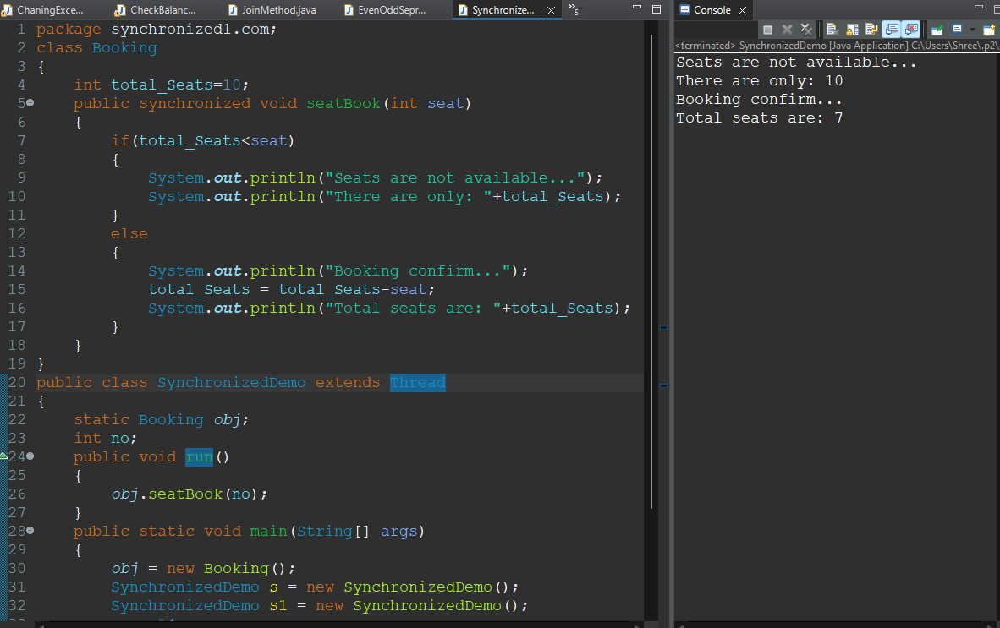 ChaningExce...
CheckBalanc...
JoinMethod.java
EvenOddSepr...
Synchronize...
»5
Console
<terminated> SynchronizedDemo [Java Application] C:\Users\Shree\.p2\
1 package synchronized1.com;
2 class Booking
3 {
4 int total_Seats=10;
5 public synchronized void seatBook(int seat)
6 {
7 if(total_Seats<seat)
8 {
9 System.out.println("Seats are not available...");
10 System.out.println("There are only: "+total_Seats);
11 }
12 else
13 {
14 System.out.println("Booking confirm...");
15 total_Seats = total_Seats-seat;
16 System.out.println("Total seats are: "+total_Seats);
17 }
18 }
19 }
20 public class SynchronizedDemo extends Thread
21 {
22 static Booking obj;
23 int no;
24 public void run()
25 {
26 obj.seatBook(no);
27 }
28 public static void main(String[] args)
29 {
30 obj = new Booking();
31 SynchronizedDemo s = new SynchronizedDemo();
32 SynchronizedDemo s1 = new SynchronizedDemo();
Seats are not available...
There are only: 10
Booking confirm...
Total seats are: 7